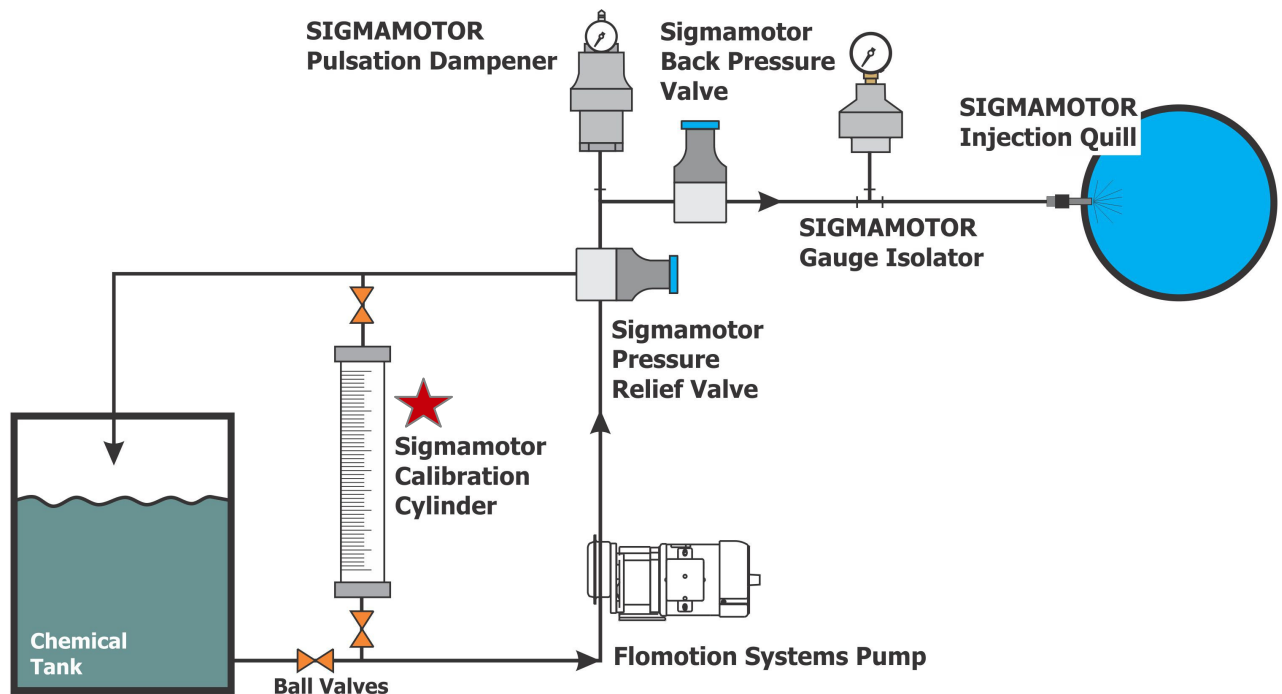 SIGMAMOTOR
Pulsation Dampener
Sigmamotor
Back Pressure
Valve
SIGMAMOTOR
Injection Quill
SIGMAMOTOR
Gauge Isolator
Sigmamotor
Pressure
Relief Valve
Sigmamotor
Calibration
Cylinder
Chemical
Tank
Flomotion Systems Pump
Ball Valves